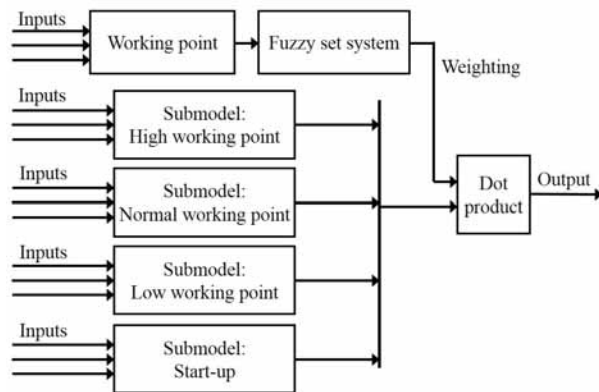 Inputs
Working point
Fuzzy set system
Weighting
Inputs
Submodel:
High working point
Inputs
Submodel:
Normal working point
Dot
product
Output
Inputs
Submodel:
Low working point
Inputs
Submodel:
Start-up